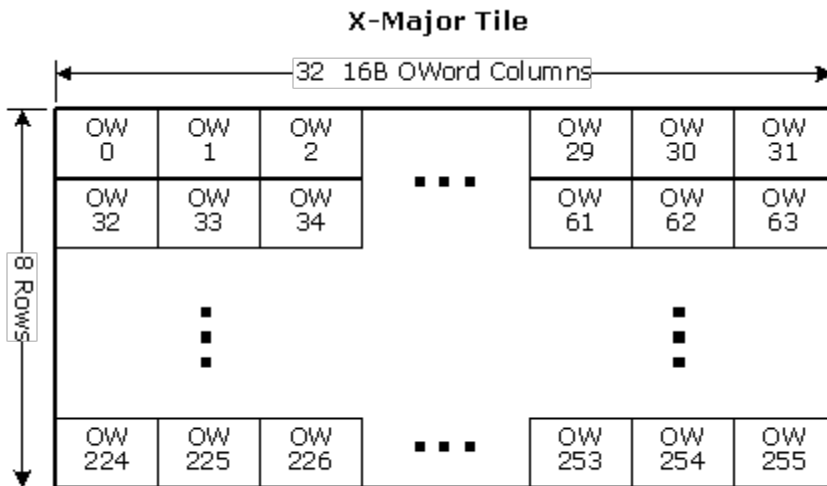 X-Major Tile
32 16B OWord Columns
OW 0 OW 1 OW 2 OW 29 OW 30 OW 31
OW 32 OW 33 OW 34 OW 61 OW 62 OW 63
8 Rows
OW 224 OW 225 OW 226 OW 253 OW 254 OW 255